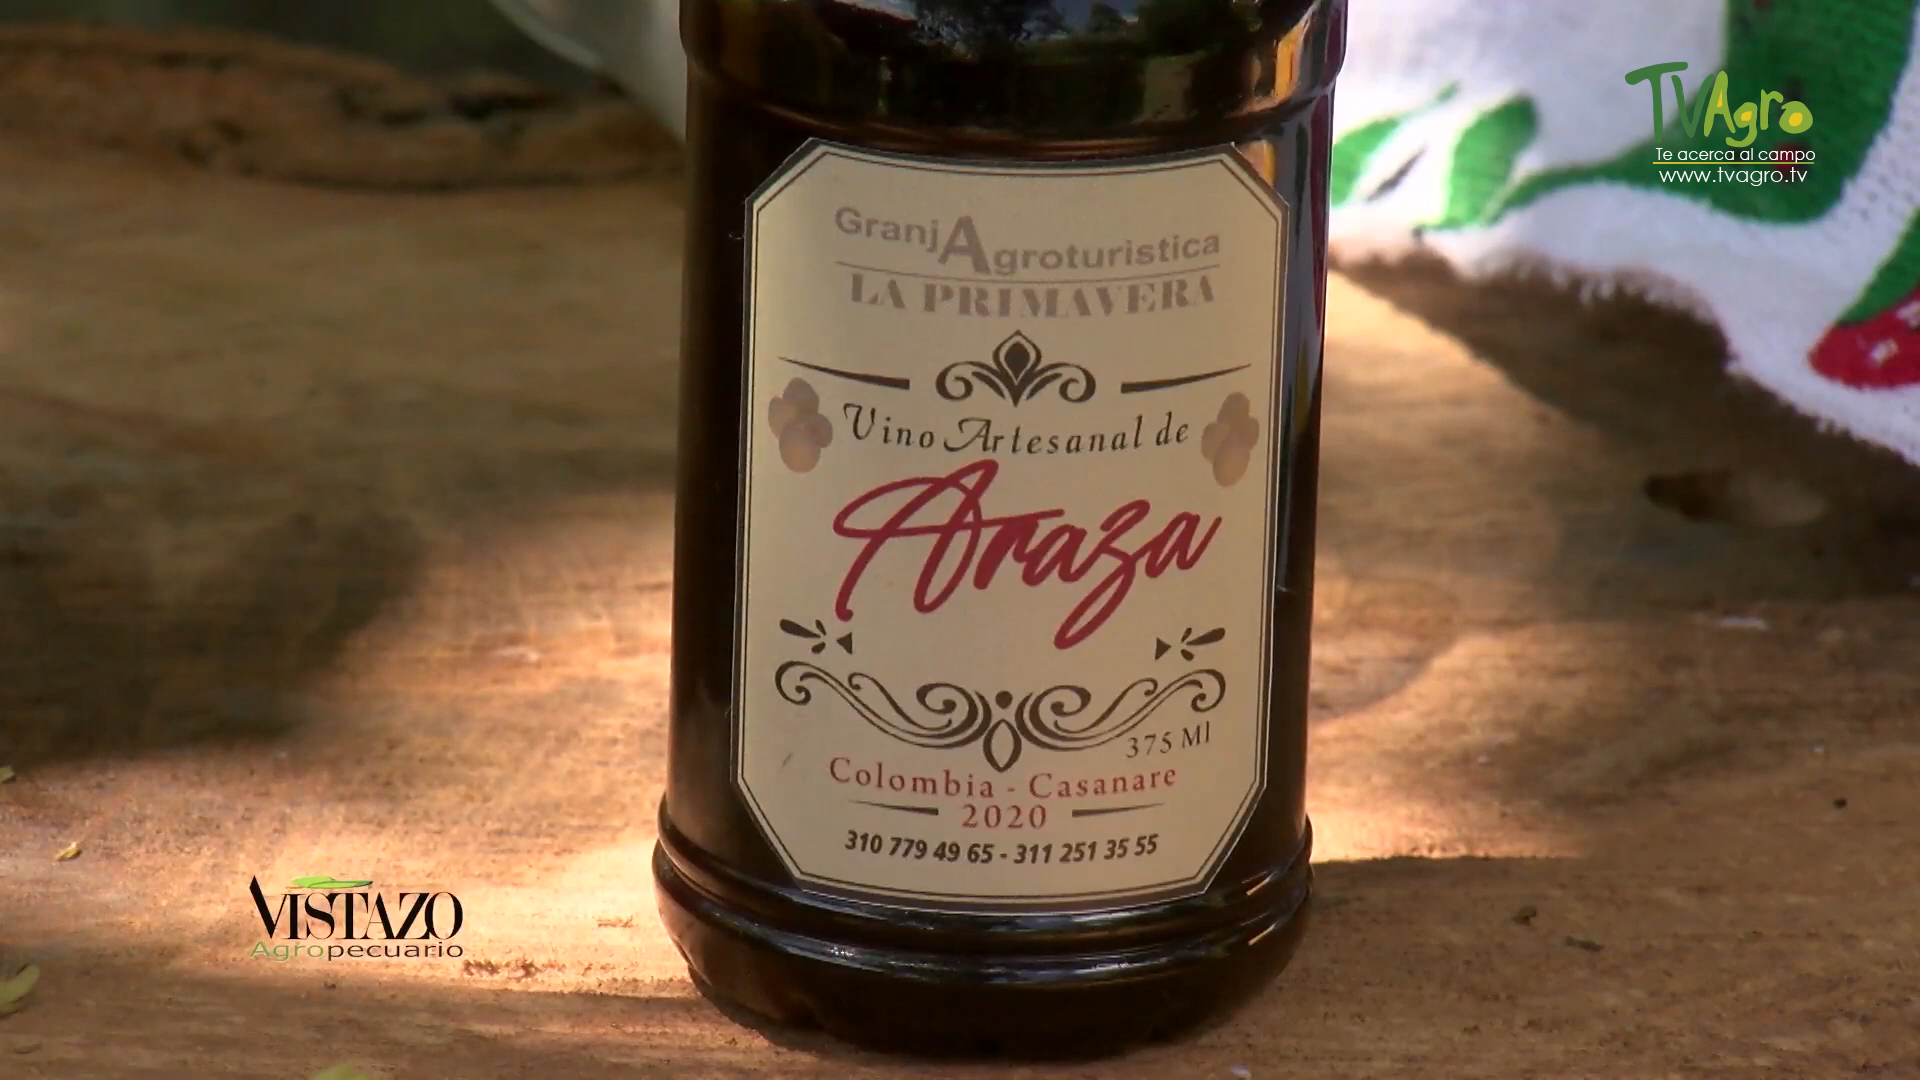 TVAgro
Te acerca al campo
www.tvagro.tv
GranjAgroturistica
LA PRIMAVERA
Vino Artesanal de
Araza
375 Ml
Colombia - Casanare
2020
310 779 49 65 - 311 251 35 55
VISTAZO
Agropecuario